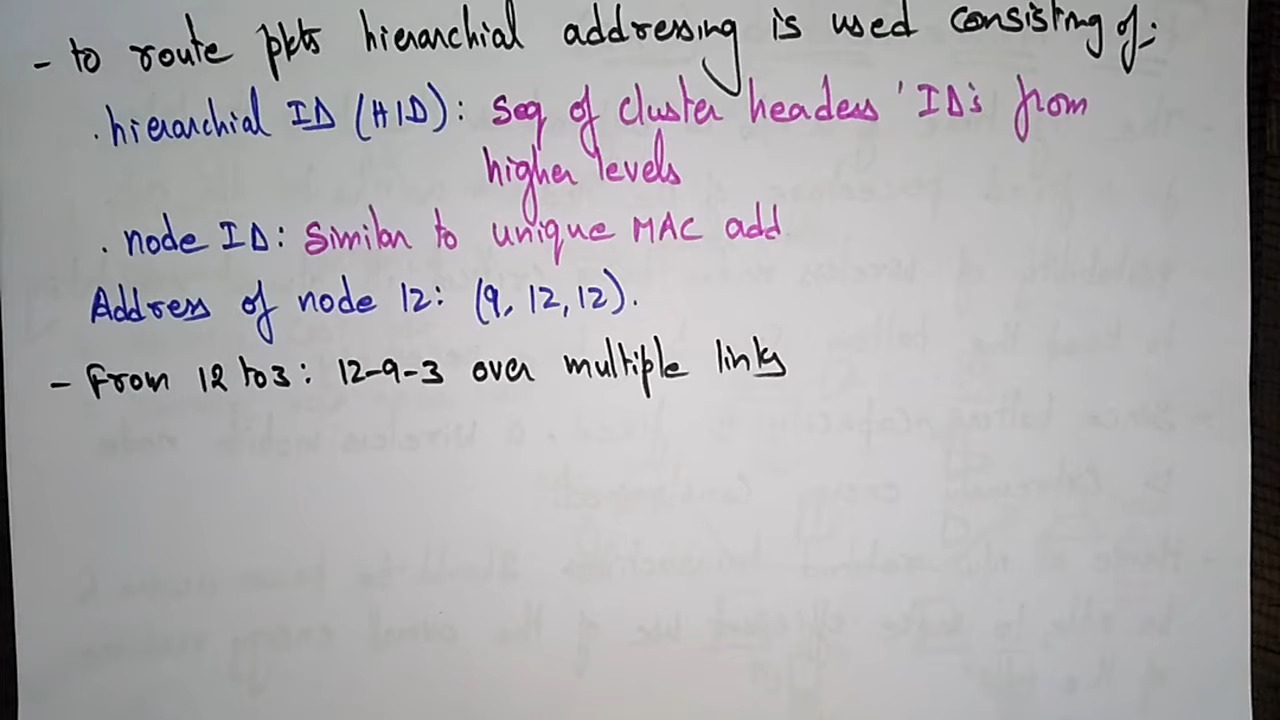 - to route pkts hierarchial addressing is used consisting of:-
. hierarchial ID (HID): Seq of cluster headers 'ID's from
higher levels
. node ID: Similar to unique MAC add
Address of node 12: (9, 12, 12).
- From 12 to 3: 12-9-3 over multiple links